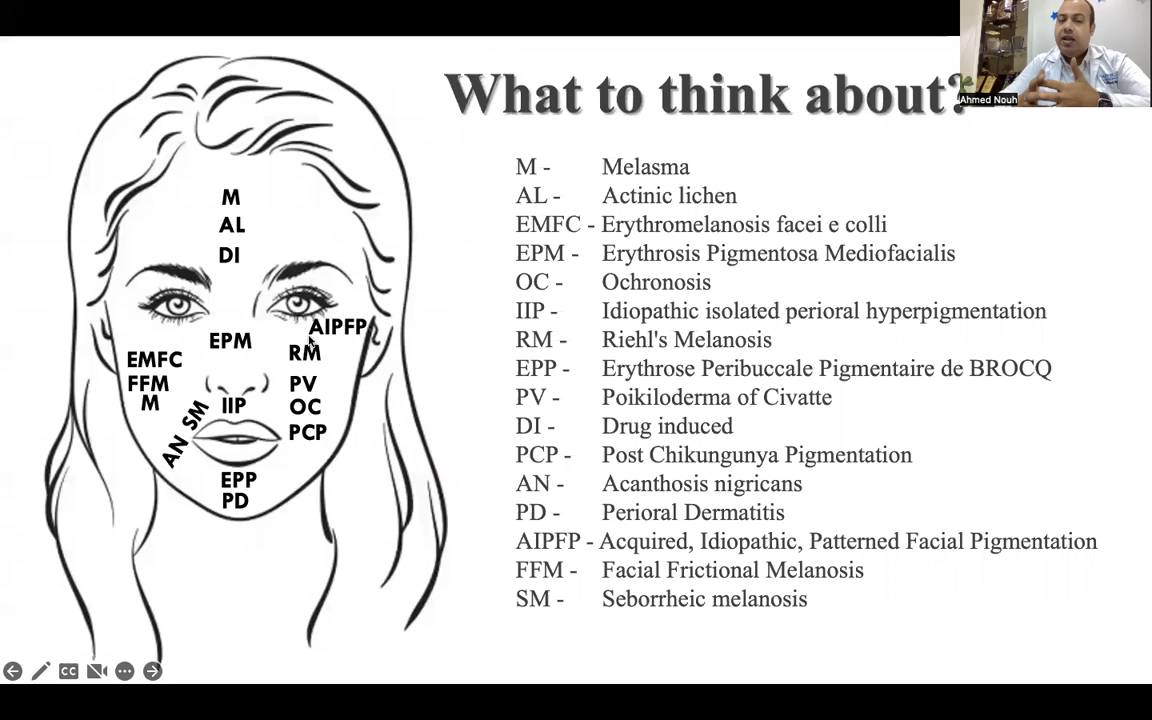 What to think about?
Ahmed Nouh
M
AL
DI
AIPFP
EPM
RM
EMFC
FFM
M
PV
OC
PCP
SM
IIP
AN
EPP
PD
M - Melasma
AL - Actinic lichen
EMFC - Erythromelanosis facei e colli
EPM - Erythrosis Pigmentosa Mediofacialis
OC - Ochronosis
IIP - Idiopathic isolated perioral hyperpigmentation
RM - Riehl's Melanosis
EPP - Erythrose Peribuccale Pigmentaire de BROCQ
PV - Poikiloderma of Civatte
DI - Drug induced
PCP - Post Chikungunya Pigmentation
AN - Acanthosis nigricans
PD - Perioral Dermatitis
AIPFP - Acquired, Idiopathic, Patterned Facial Pigmentation
FFM - Facial Frictional Melanosis
SM - Seborrheic melanosis
CC